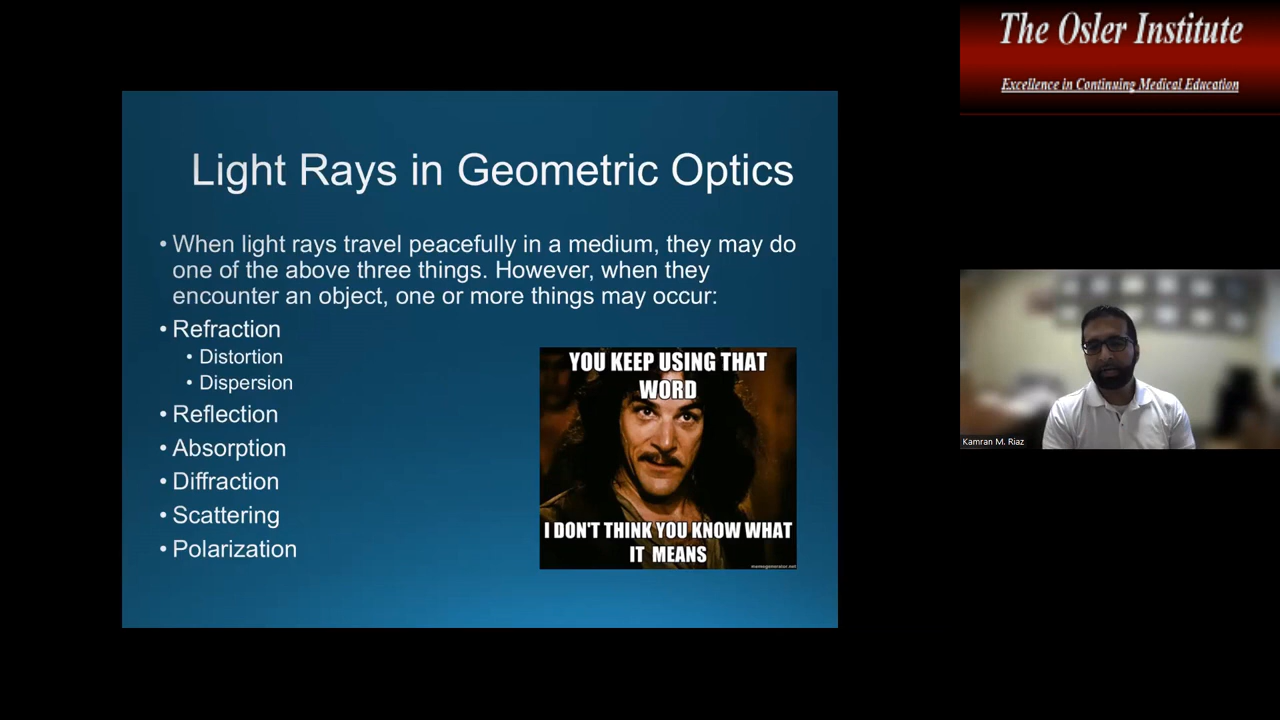 The Osler Institute
Excellence in Continuing Medical Education
Light Rays in Geometric Optics
• When light rays travel peacefully in a medium, they may do
one of the above three things. However, when they
encounter an object, one or more things may occur:
• Refraction
• Distortion
• Dispersion
• Reflection
• Absorption
• Diffraction
• Scattering
• Polarization
YOU KEEP USING THAT
WORD
I DON'T THINK YOU KNOW WHAT
IT MEANS
memegenerator.net
Kamran M. Riaz